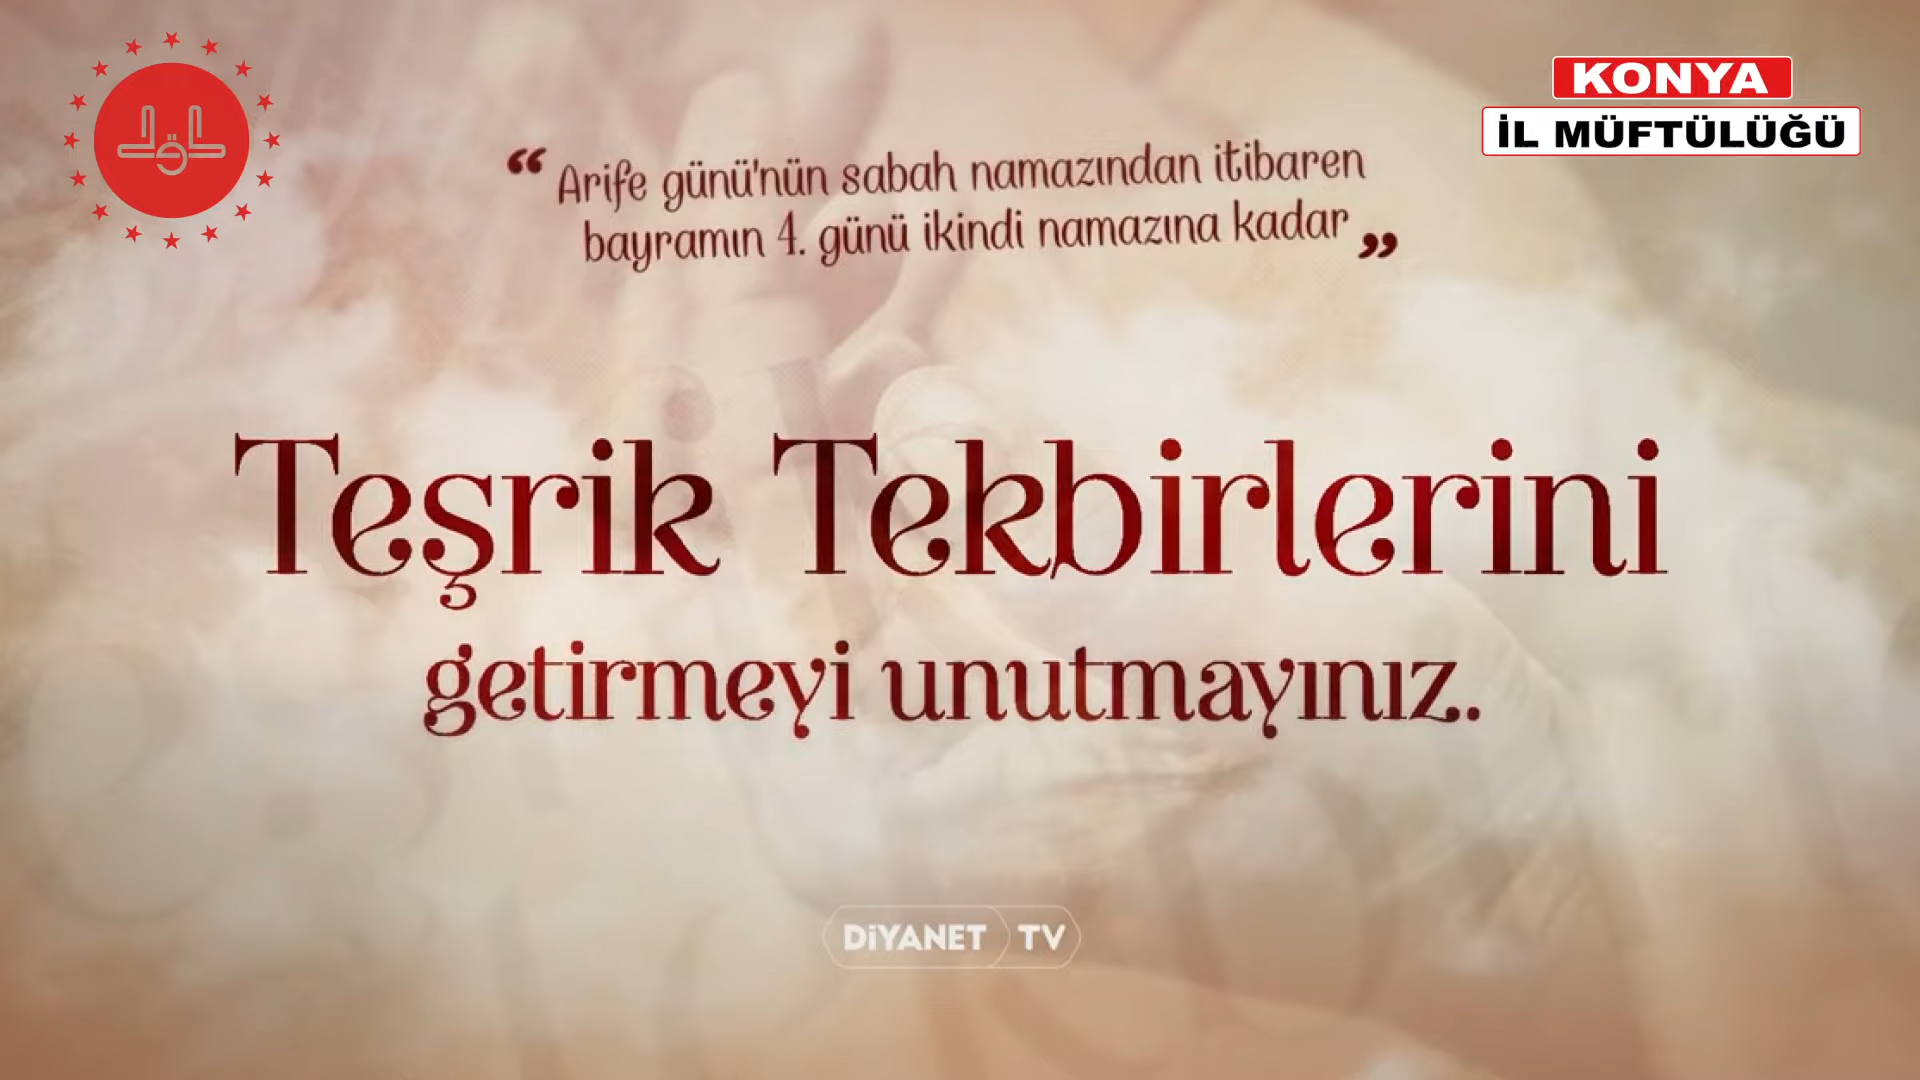 KONYA
İL MÜFTÜLÜĞÜ
“ Arife günü'nün sabah namazından itibaren
bayramın 4. günü ikindi namazına kadar ”
Teşrik Tekbirlerini
getirmeyi unutmayınız.
DİYANET TV